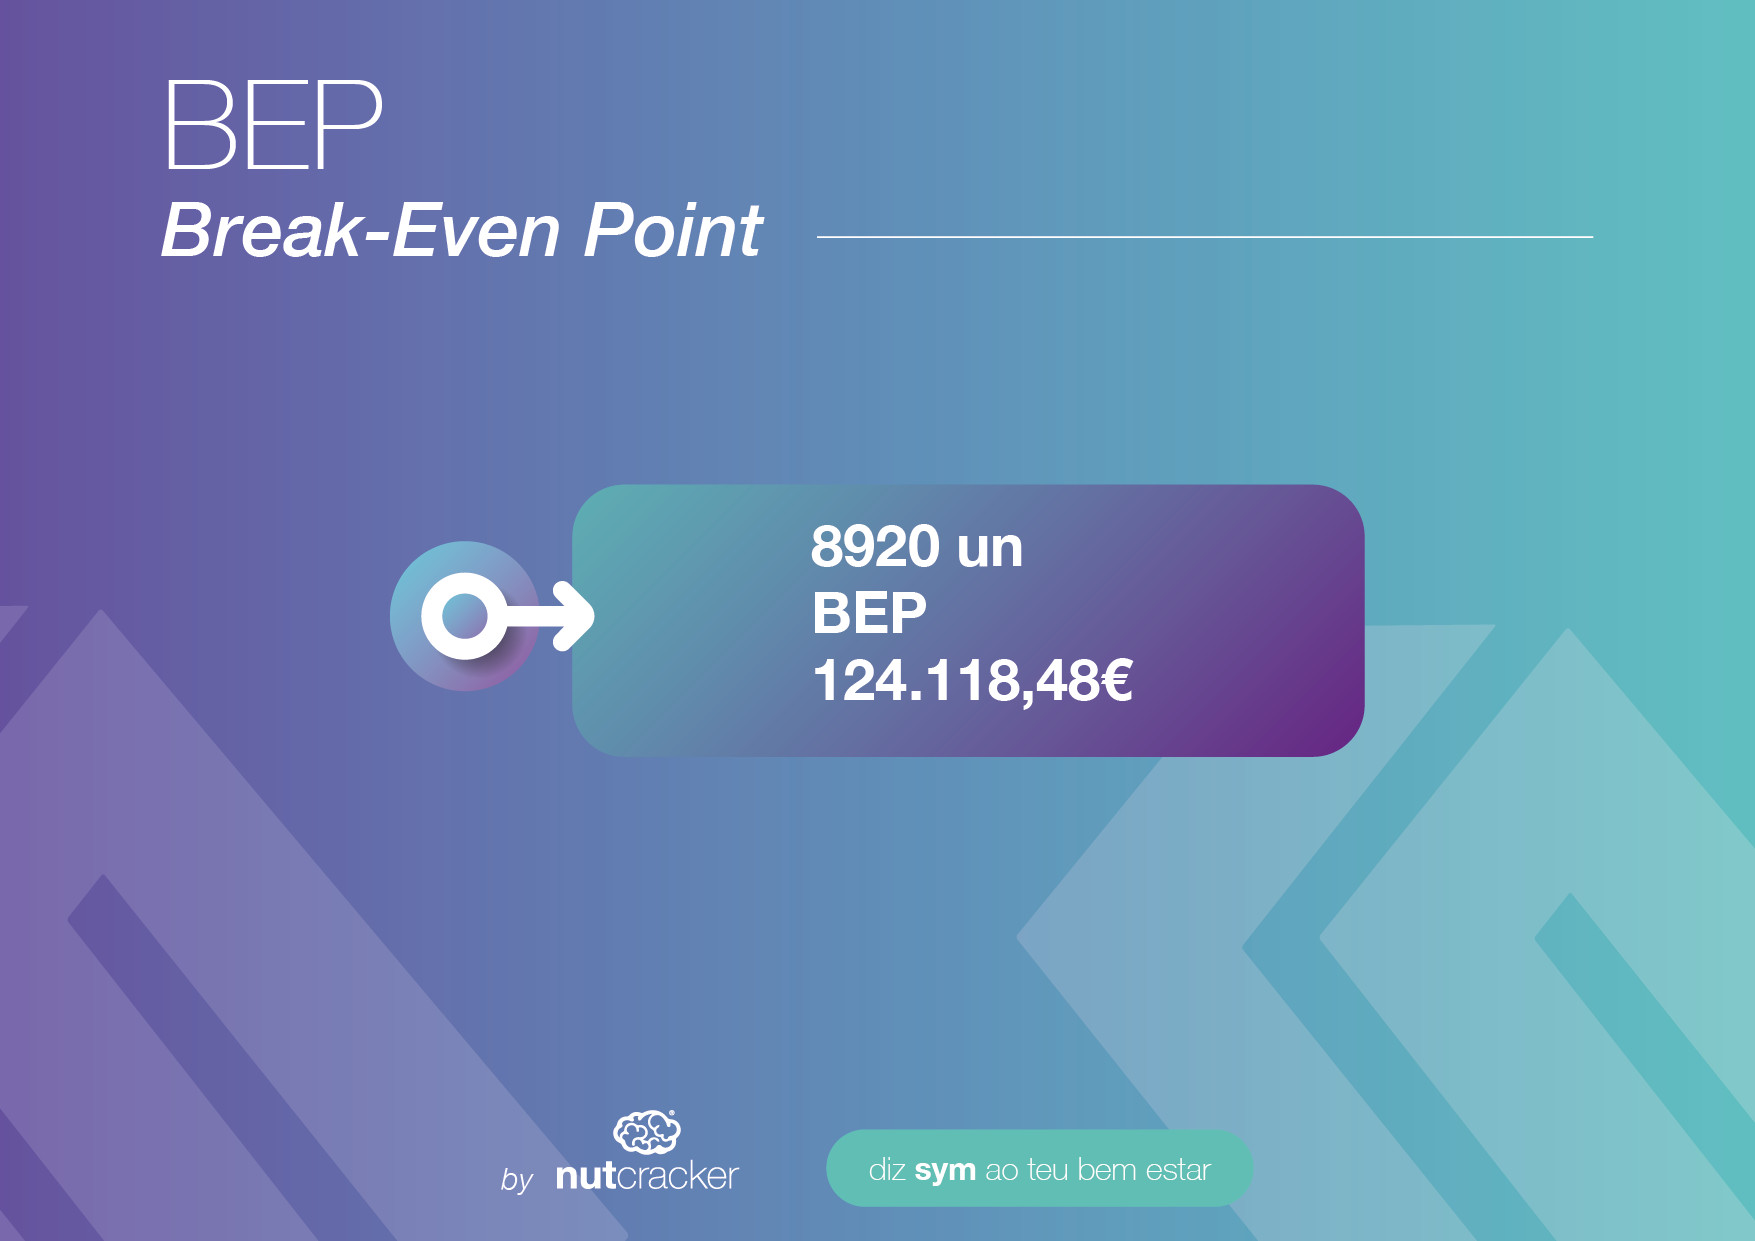 BEP
Break-Even Point
8920 un
BEP
124.118,48€
by nutcracker®
diz sym ao teu bem estar